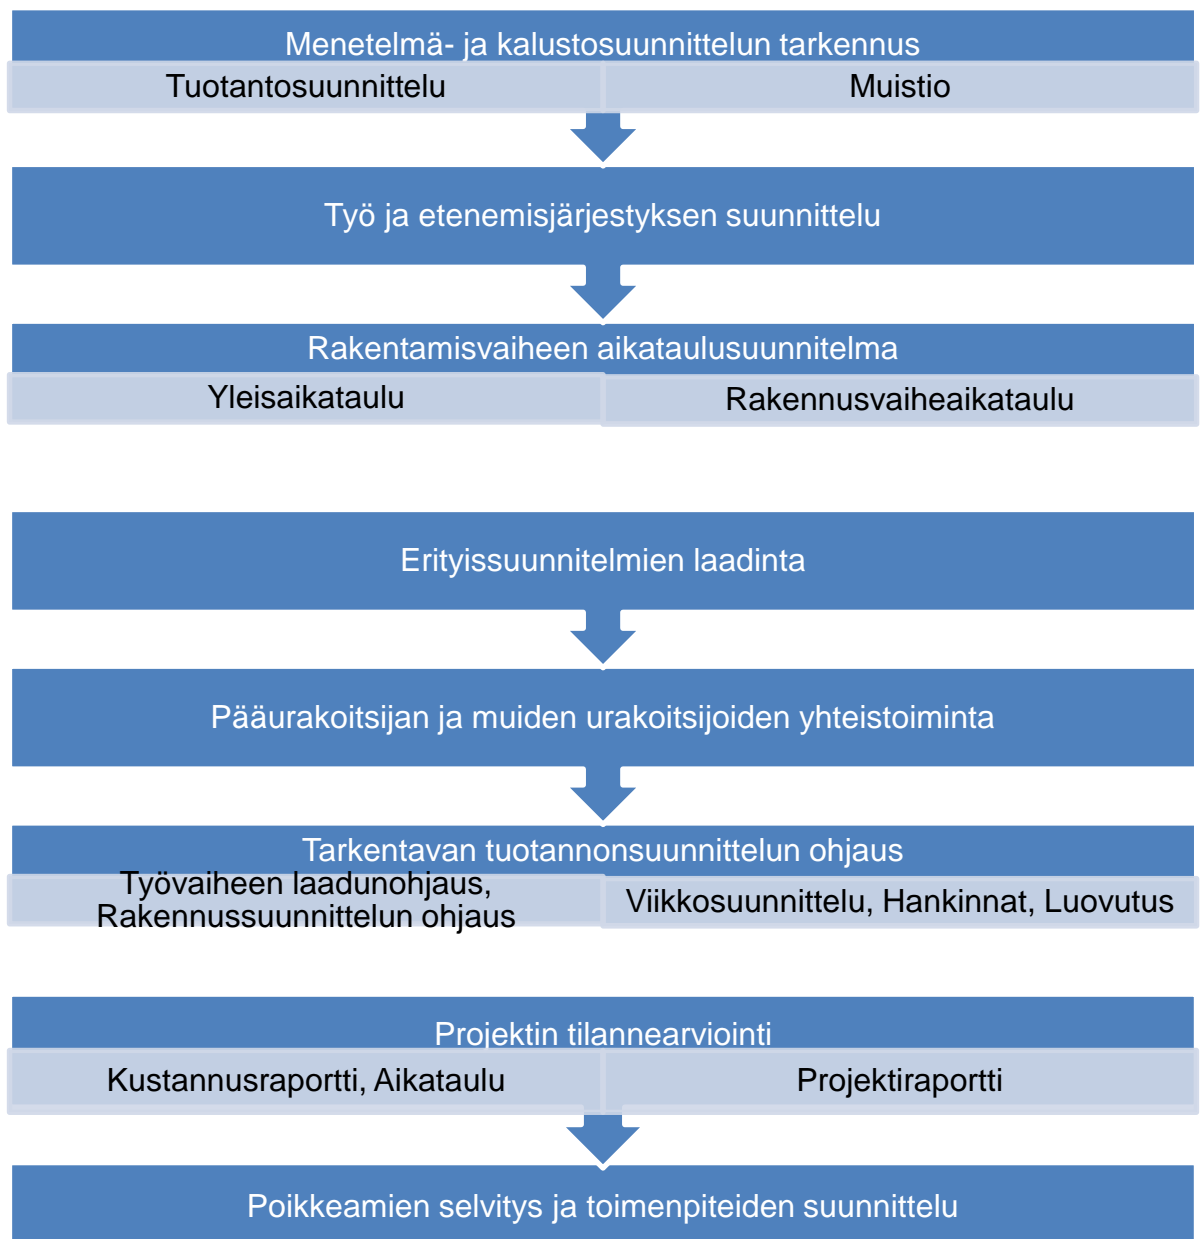 Menetelmä- ja kalustosuunnittelun tarkennus
Tuotantosuunnittelu
Muistio
Työ ja etenemisjärjestyksen suunnittelu
Rakentamisvaiheen aikataulusuunnitelma
Yleisaikataulu
Rakennusvaiheaikataulu
Erityissuunnitelmien laadinta
Pääurakoitsijan ja muiden urakoitsijoiden yhteistoiminta
Tarkentavan tuotannonsuunnittelun ohjaus
Työvaiheen laadunohjaus,
Rakennussuunnittelun ohjaus
Viikkosuunnittelu, Hankinnat, Luovutus
Projektin tilannearviointi
Kustannusraportti, Aikataulu
Projektiraportti
Poikkeamien selvitys ja toimenpiteiden suunnittelu